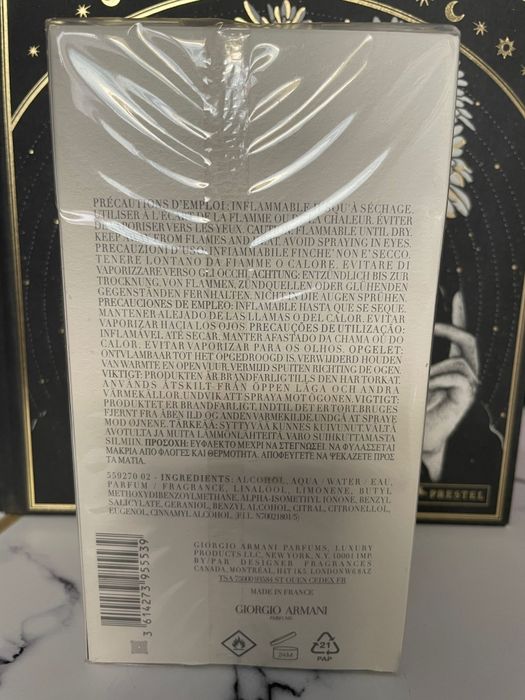 PRÉCAUTIONS D'EMPLOI: INFLAMMABLE JUSQU'À SÉCHAGE.
UTILISER À L'ÉCART DE LA FLAMME OU DE LA CHALEUR. ÉVITER
DE VAPORISER VERS LES YEUX. CAUTION: FLAMMABLE UNTIL DRY.
KEEP AWAY FROM FLAMES AND HEAT. AVOID SPRAYING IN EYES.
PRECAUZIONI D'USO: INFIAMMABILE FINCHE' NON E' SECCO.
TENERE LONTANO DA FIAMME O CALORE. EVITARE DI
VAPORIZZARE VERSO GLI OCCHI. ACHTUNG: ENTZÜNDLICH BIS ZUR
TROCKNUNG. VON FLAMMEN, ZÜNDQUELLEN ODER GLÜHENDEN
GEGENSTÄNDEN FERNHALTEN. NICHT IN DIE AUGEN SPRÜHEN.
PRECAUCIONES DE EMPLEO: INFLAMABLE HASTA QUE SE SEQUE.
MANTENER ALEJADO DE LAS LLAMAS O DEL CALOR. EVITAR
VAPORIZAR HACIA LOS OJOS. PRECAUÇÕES DE UTILIZAÇÃO:
INFLAMÁVEL ATÉ SECAR. MANTER AFASTADO DA CHAMA OU DO
CALOR. EVITAR VAPORIZAR PARA OS OLHOS. OPGELET:
ONTVLAMBAAR TOT HET OPGEDROOGD IS. VERWIJDERD HOUDEN
VAN WARMTE EN OPEN VUUR. VERMIJD SPUITEN RICHTING DE OGEN.
VIKTIGT: PRODUKTEN ÄR BRANDFARLIG TILLS DEN HAR TORKAT.
ANVÄNDS ÅTSKILT FRÅN ÖPPEN LÅGA OCH ANDRA
VÄRMEKÄLLOR. UNDVIK ATT SPRAYA MOT ÖGONEN. VIGTIGT:
PRODUKTET ER BRANDFARLIGT, INDTIL DET ER TØR. BRUGES
FJERNT FRA ÅBEN ILD OG ANDEN VARMEKILDE. UNDGÅ AT SPRAYE
MOD ØJNENE. TÄRKEÄÄ: SYTTYVÄÄ KUNNES KUIVUNUT. VÄLTÄ
AVOTULTA JA MUITA LÄMMÖNLÄHTEITÄ. VARO SUIHKUTTAMASTA
SILMIIN. ΠΡΟΣΟΧΗ: ΕΥΦΛΕΚΤΟ ΜΕΧΡΙ ΝΑ ΣΤΕΓΝΩΣΕΙ. ΝΑ ΦΥΛΑΣΣΕΤΑΙ
ΜΑΚΡΙΑ ΑΠΟ ΦΛΟΓΕΣ ΚΑΙ ΘΕΡΜΟΤΗΤΑ. ΑΠΟΦΕΥΓΕΤΕ ΝΑ ΨΕΚΑΖΕΤΕ ΠΡΟΣ
ΤΑ ΜΑΤΙΑ.
559270 02 - INGREDIENTS: ALCOHOL, AQUA / WATER / EAU,
PARFUM / FRAGRANCE, LINALOOL, LIMONENE, BUTYL
METHOXYDIBENZOYLMETHANE, ALPHA-ISOMETHYL IONONE, BENZYL
SALICYLATE, GERANIOL, BENZYL ALCOHOL, CITRAL, CITRONELLOL,
EUGENOL, CINNAMYL ALCOHOL. (F.I.L. N70021801/5)
GIORGIO ARMANI PARFUMS, LUXURY
PRODUCTS LLC, NEW YORK, N.Y. 10001 IMP.
BY/PAR DESIGNER FRAGRANCES
CANADA, MONTRÉAL, H1T 1K5 LONDON W6 8AZ
TSA 75000 93584 ST OUEN CEDEX FR
MADE IN FRANCE
GIORGIO ARMANI
PARFUMS
3 614273 955539
24M
21
PAP
PRESTEL